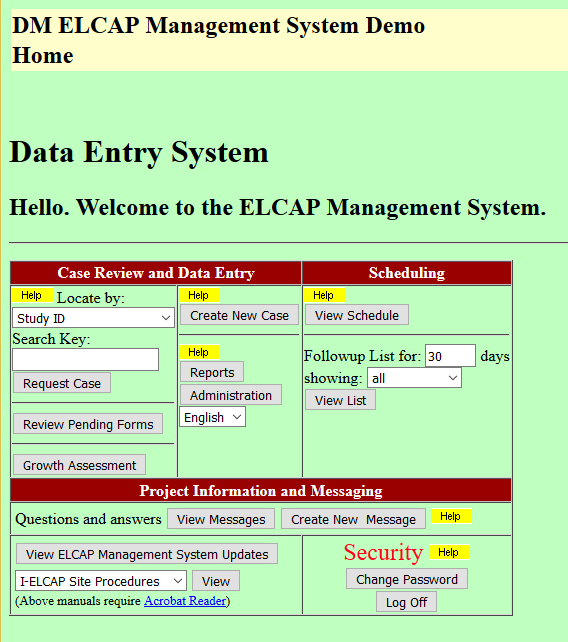 DM ELCAP Management System Demo
Home
Data Entry System
Hello. Welcome to the ELCAP Management System.
Case Review and Data Entry
Help Locate by:
Study ID
Search Key:
Request Case
Review Pending Forms
Growth Assessment
Help
Create New Case
Help
Reports
Administration
English
Scheduling
Help
View Schedule
Followup List for: 30 days
showing: all
View List
Project Information and Messaging
Questions and answers View Messages Create New Message Help
View ELCAP Management System Updates
I-ELCAP Site Procedures View
(Above manuals require Acrobat Reader)
Security Help
Change Password
Log Off